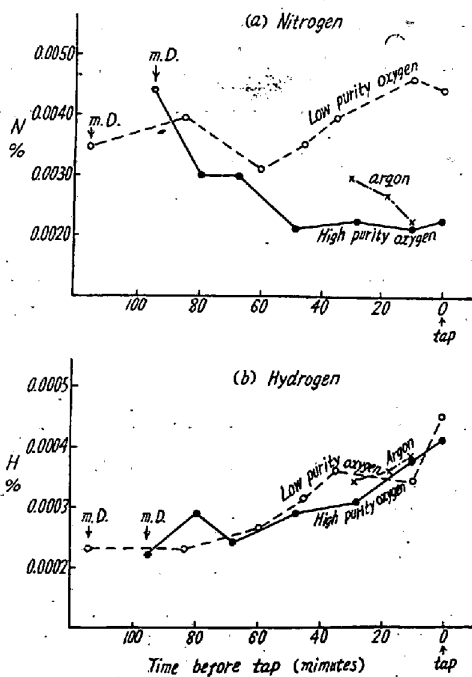 (a) Nitrogen
0.0050
0.0040
0.0030
0.0020
N
%
m.D.
m.D.
Low purity oxygen
argon
High purity oxygen
100
80
60
40
20
0
tap
(b) Hydrogen
0.0005
0.0004
0.0003
0.0002
H
%
m.D.
m.D.
Low purity oxygen
Argon
High purity oxygen
100
80
60
40
20
0
tap
Time before tap (mimutes)